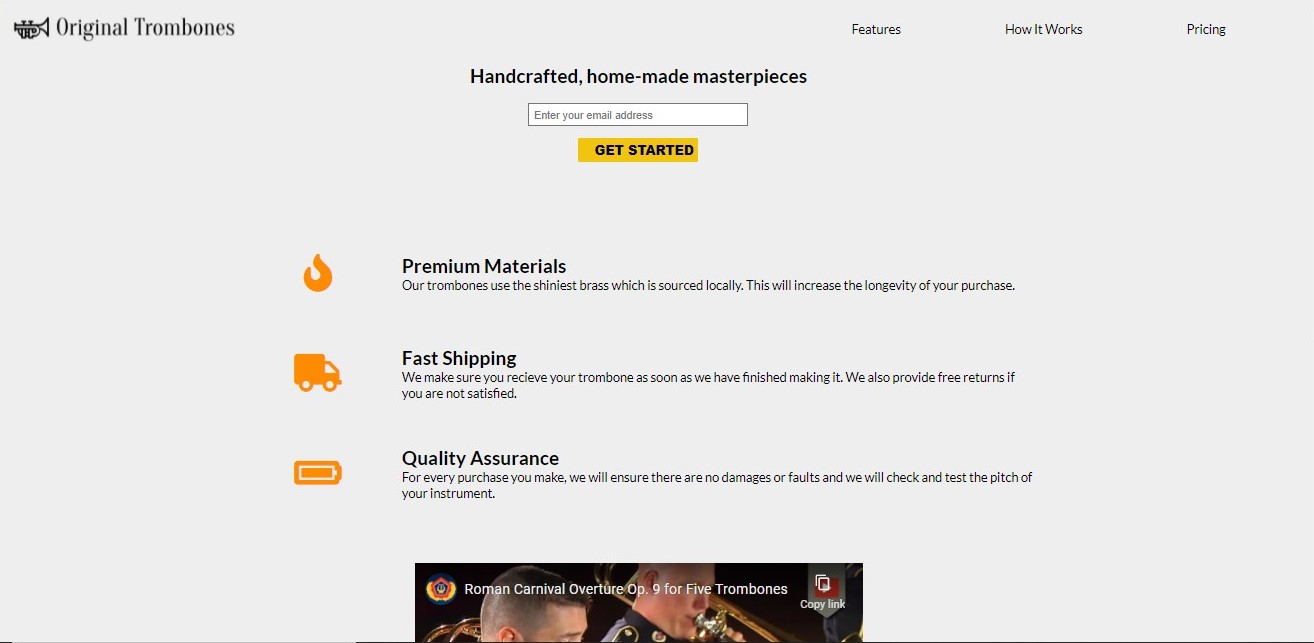 Original Trombones
Features
How It Works
Pricing
Handcrafted, home-made masterpieces
Enter your email address
GET STARTED
Premium Materials
Our trombones use the shiniest brass which is sourced locally. This will increase the longevity of your purchase.
Fast Shipping
We make sure you recieve your trombone as soon as we have finished making it. We also provide free returns if
you are not satisfied.
Quality Assurance
For every purchase you make, we will ensure there are no damages or faults and we will check and test the pitch of
your instrument.
Roman Carnival Overture Op. 9 for Five Trombones
Copy link